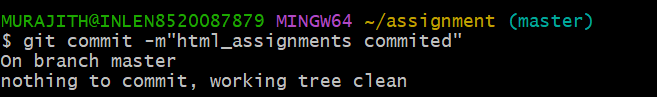 MURAJITH@INLEN8520087879 MINGW64 ~/assignment (master)
$ git commit -m"html_assignments commited"
On branch master
nothing to commit, working tree clean